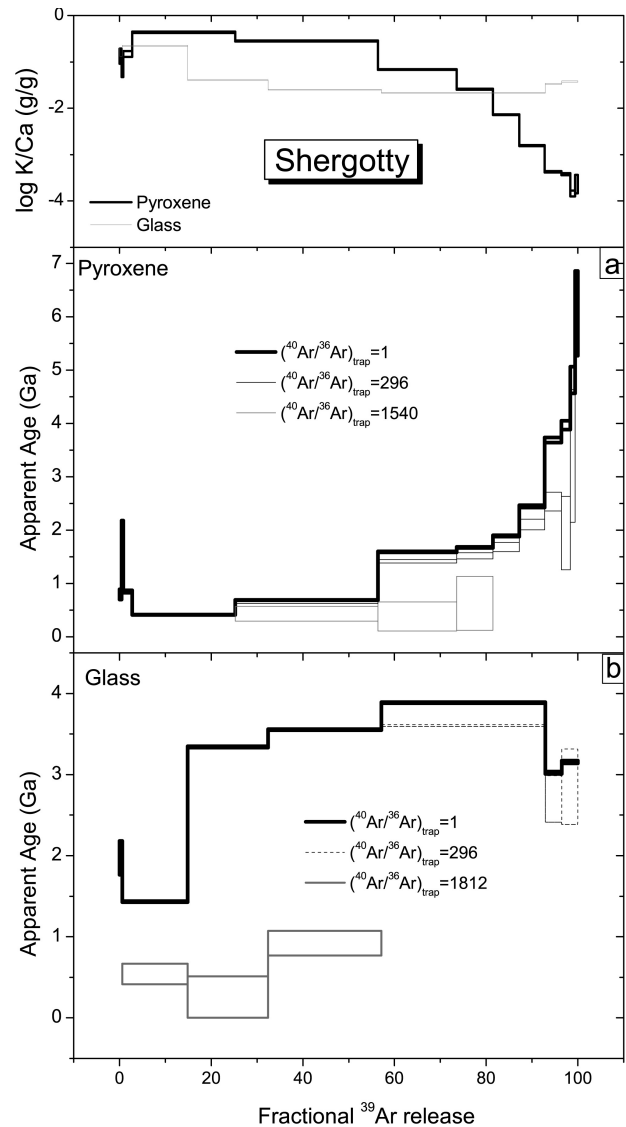 0
-2
-4
log K/Ca (g/g)
Shergotty
Pyroxene
Glass
Pyroxene
a
7
6
5
4
3
2
1
0
Apparent Age (Ga)
(⁴⁰Ar/³⁶Ar)trap=1
(⁴⁰Ar/³⁶Ar)trap=296
(⁴⁰Ar/³⁶Ar)trap=1540
Glass
b
4
3
2
1
0
Apparent Age (Ga)
(⁴⁰Ar/³⁶Ar)trap=1
(⁴⁰Ar/³⁶Ar)trap=296
(⁴⁰Ar/³⁶Ar)trap=1812
0 20 40 60 80 100
Fractional ³⁹Ar release